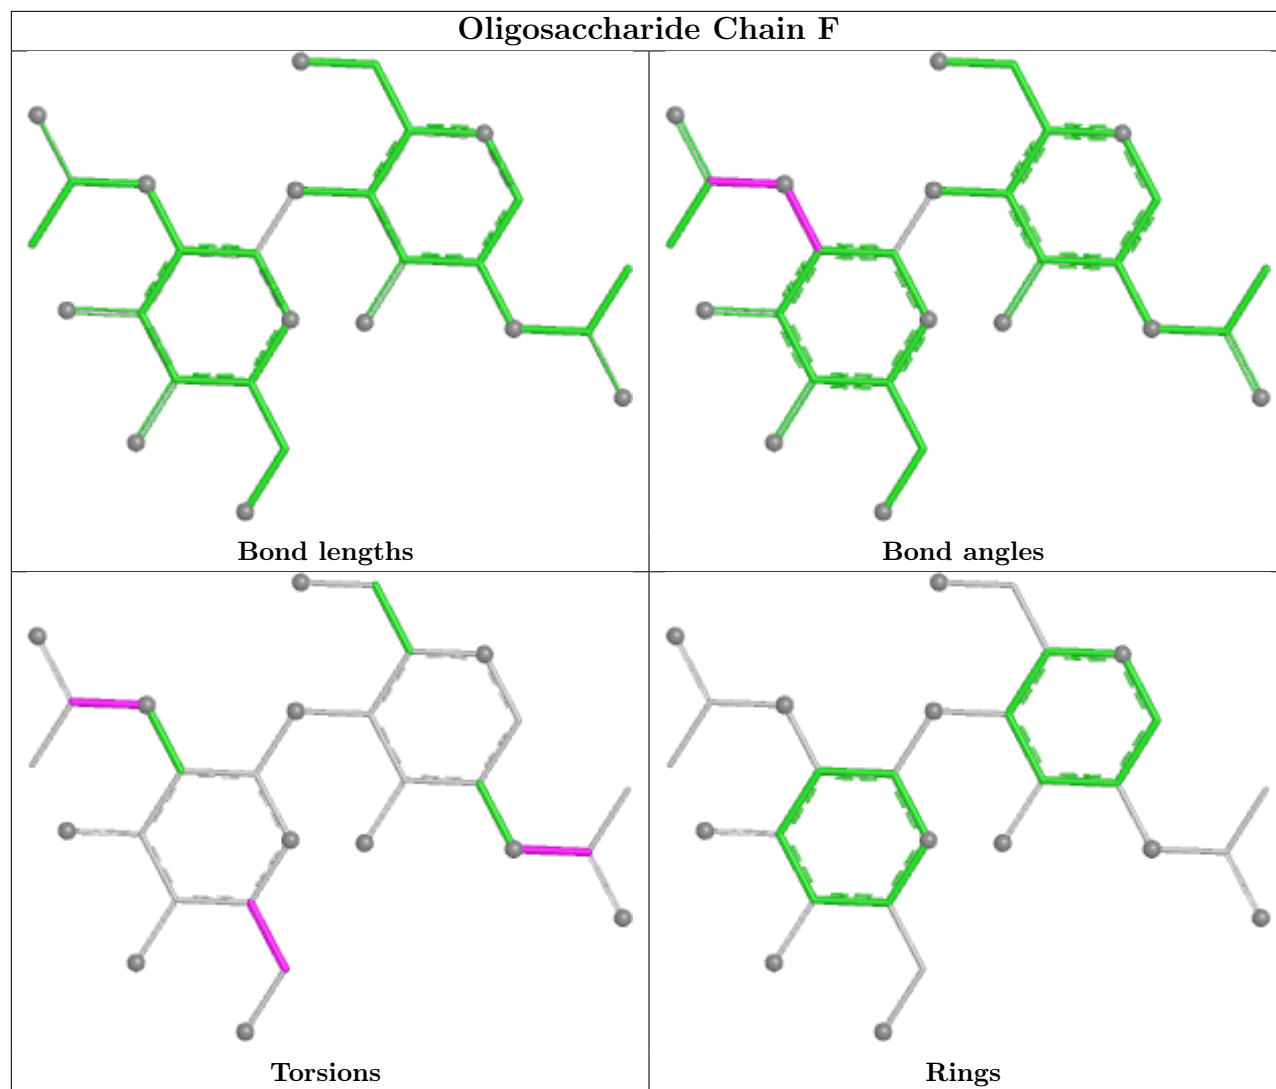 Oligosaccharide Chain F
Bond lengths
Bond angles
Torsions
Rings